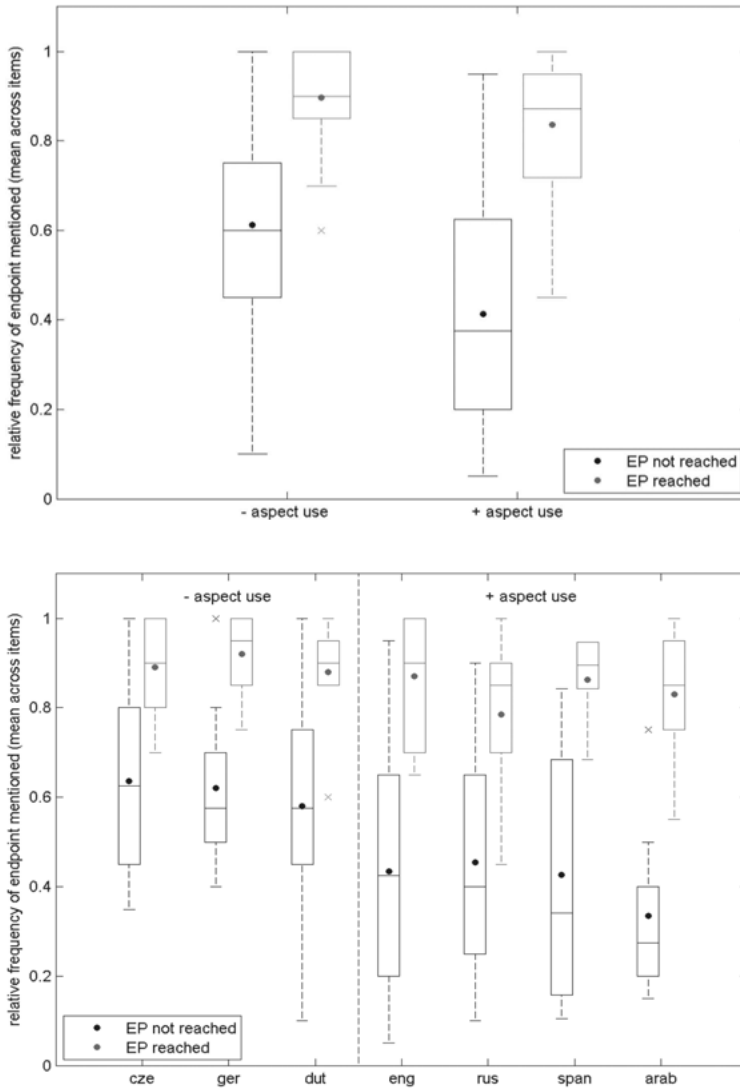 relative frequency of endpoint mentioned (mean across items)
1
0.8
0.6
0.4
0.2
0
EP not reached
EP reached
- aspect use
+ aspect use
relative frequency of endpoint mentioned (mean across items)
- aspect use
+ aspect use
1
0.8
0.6
0.4
0.2
0
EP not reached
EP reached
cze
ger
dut
eng
rus
span
arab